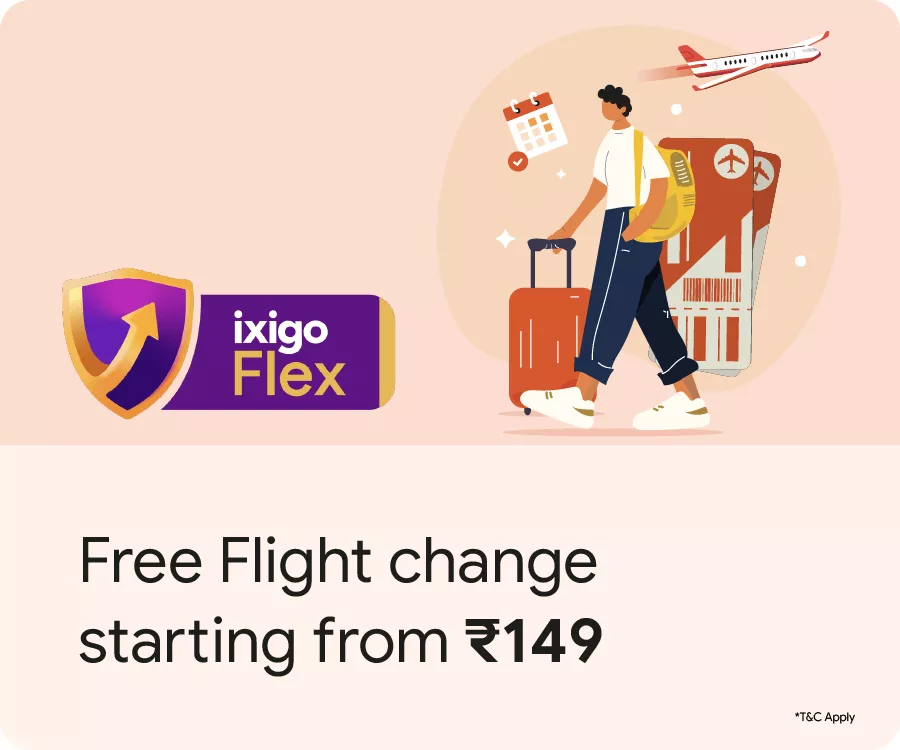 ixigo
Flex
Free Flight change
starting from ₹149
*T&C Apply